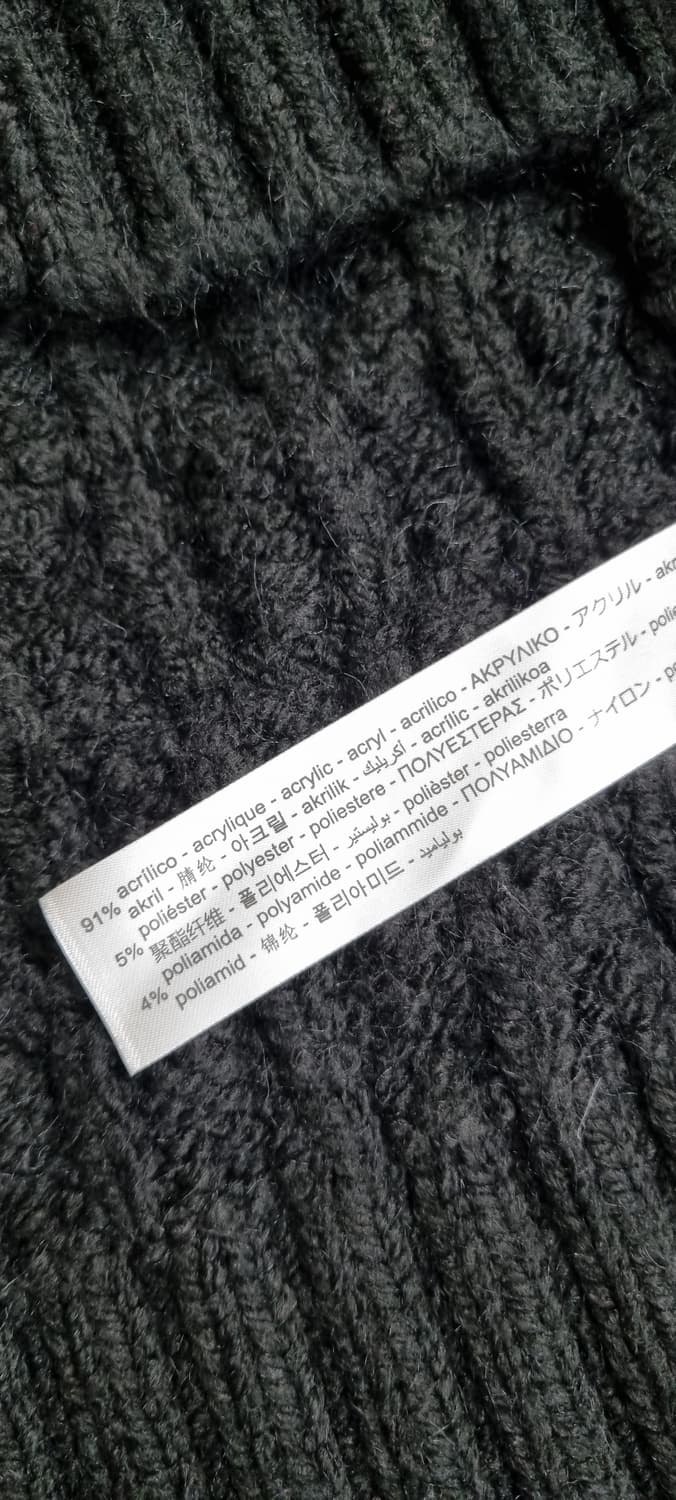 91% acrílico - acrylique - acrylic - acryl - acrilico - ΑΚΡΥΛΙΚΟ - アクリル -
akril - 腈纶 - 아크릴 - akrilik - أكريليك - acrílic - akrilikoa
poliéster - polyester - poliestere - ΠΟΛΥΕΣΤΕΡΑΣ - ポリエステル -
5% 聚酯纤维 - 폴리에스터 - بوليستير - polièster - poliesterra
poliamida - polyamide - poliammide - ΠΟΛΥΑΜΙΔΙΟ - ナイロン -
4% poliamid - 锦纶 - 폴리아미드 - بولياميد